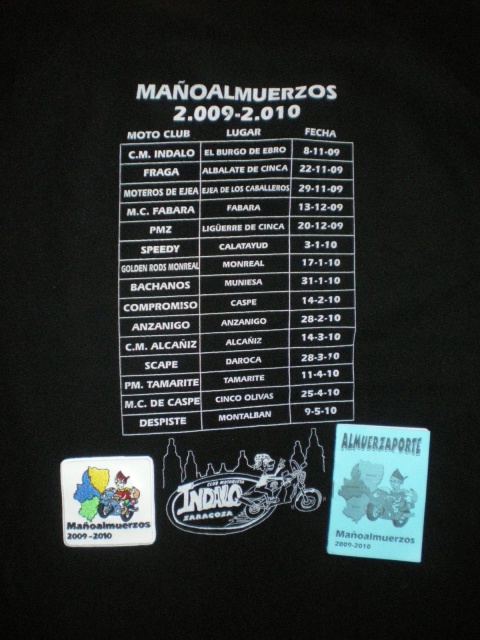 MAÑOALMUERZOS
2.009-2.010
MOTO CLUB LUGAR FECHA
C.M. INDALO EL BURGO DE EBRO 8-11-09
FRAGA ALBALATE DE CINCA 22-11-09
MOTEROS DE EJEA EJEA DE LOS CABALLEROS 29-11-09
M.C. FABARA FABARA 13-12-09
PMZ LIGÜERRE DE CINCA 20-12-09
SPEEDY CALATAYUD 3-1-10
GOLDEN RODS MONREAL MONREAL 17-1-10
BACHANOS MUNIESA 31-1-10
COMPROMISO CASPE 14-2-10
ANZANIGO ANZANIGO 28-2-10
C.M. ALCAÑIZ ALCAÑIZ 14-3-10
SCAPE DAROCA 28-3-10
PM. TAMARITE TAMARITE 11-4-10
M.C. DE CASPE CINCO OLIVAS 25-4-10
DESPISTE MONTALBAN 9-5-10
Mañoalmuerzos
2009-2010
CLUB MOTORISTA
INDALO
ZARAGOZA
ALMUERZAPORTE
Mañoalmuerzos
2009-2010